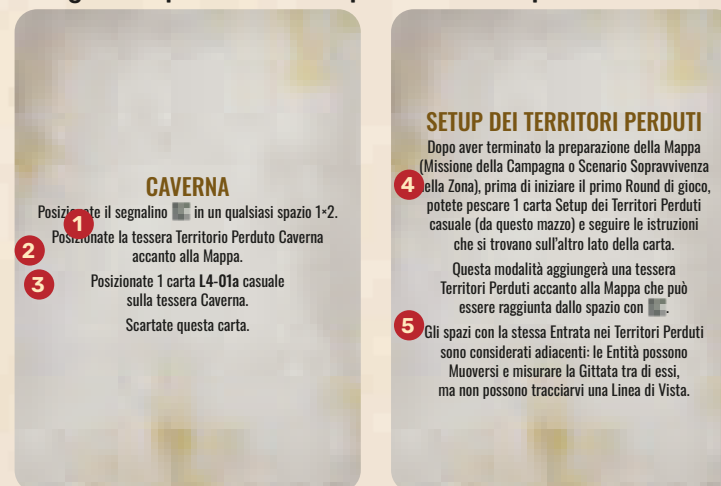 CAVERNA
Posizionate il segnalino in un qualsiasi spazio 1×2.
1
Posizionate la tessera Territorio Perduto Caverna
2
accanto alla Mappa.
3
Posizionate 1 carta L4-01a casuale
sulla tessera Caverna.
Scartate questa carta.
SETUP DEI TERRITORI PERDUTI
Dopo aver terminato la preparazione della Mappa
(Missione della Campagna o Scenario Sopravvivenza
4
ella Zona), prima di iniziare il primo Round di gioco,
potete pescare 1 carta Setup dei Territori Perduti
casuale (da questo mazzo) e seguire le istruzioni
che si trovano sull'altro lato della carta.
Questa modalità aggiungerà una tessera
Territori Perduti accanto alla Mappa che può
essere raggiunta dallo spazio con .
5
Gli spazi con la stessa Entrata nei Territori Perduti
sono considerati adiacenti: le Entità possono
Muoversi e misurare la Gittata tra di essi,
ma non possono tracciarvi una Linea di Vista.